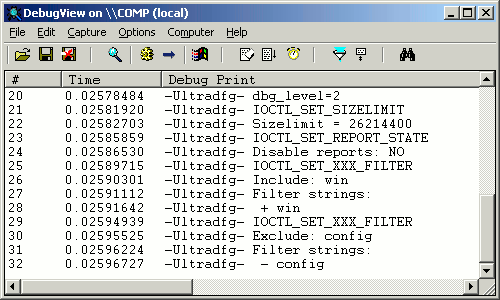 DebugView on \\COMP (local)
File Edit Capture Options Computer Help
# Time Debug Print
20 0.02578484 -Ultradfg- dbg_level=2
21 0.02581920 -Ultradfg- IOCTL_SET_SIZELIMIT
22 0.02582703 -Ultradfg- Sizelimit = 26214400
23 0.02585859 -Ultradfg- IOCTL_SET_REPORT_STATE
24 0.02586530 -Ultradfg- Disable reports: NO
25 0.02589715 -Ultradfg- IOCTL_SET_XXX_FILTER
26 0.02590301 -Ultradfg- Include: win
27 0.02591112 -Ultradfg- Filter strings:
28 0.02591642 -Ultradfg- + win
29 0.02594939 -Ultradfg- IOCTL_SET_XXX_FILTER
30 0.02595525 -Ultradfg- Exclude: config
31 0.02596224 -Ultradfg- Filter strings:
32 0.02596727 -Ultradfg- - config